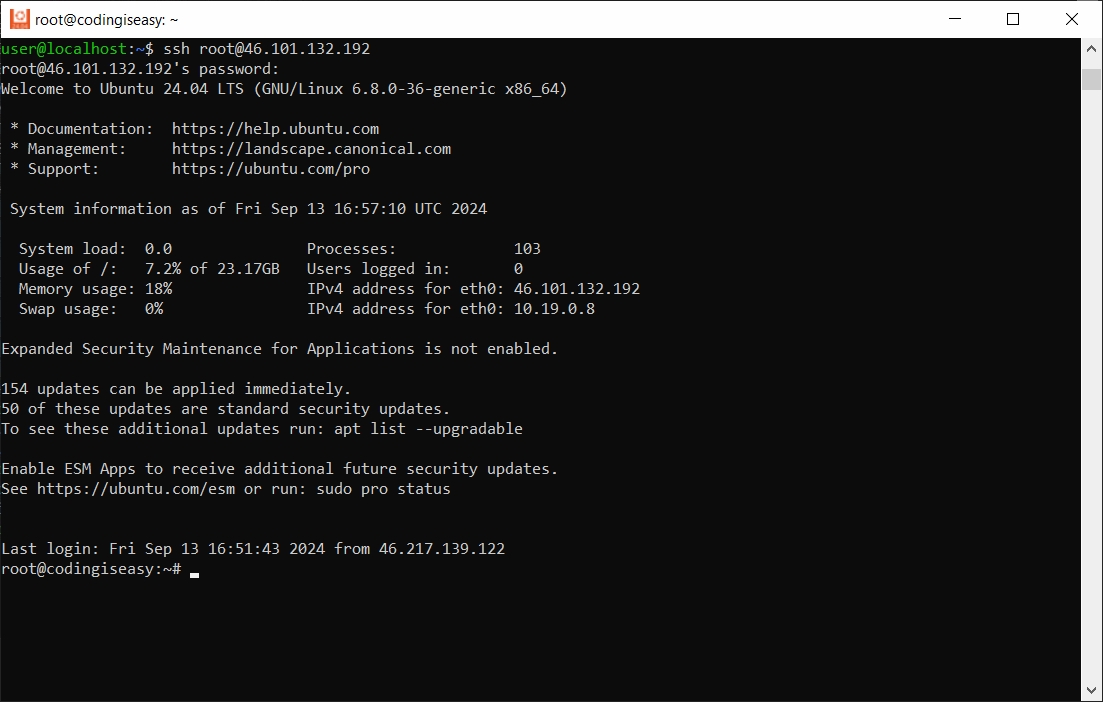 root@codingiseasy: ~
user@localhost:~$ ssh root@46.101.132.192
root@46.101.132.192's password:
Welcome to Ubuntu 24.04 LTS (GNU/Linux 6.8.0-36-generic x86_64)
* Documentation:  https://help.ubuntu.com
* Management:     https://landscape.canonical.com
* Support:        https://ubuntu.com/pro
System information as of Fri Sep 13 16:57:10 UTC 2024
System load:  0.0               Processes:             103
Usage of /:   7.2% of 23.17GB   Users logged in:       0
Memory usage: 18%               IPv4 address for eth0: 46.101.132.192
Swap usage:   0%                IPv4 address for eth0: 10.19.0.8
Expanded Security Maintenance for Applications is not enabled.
154 updates can be applied immediately.
50 of these updates are standard security updates.
To see these additional updates run: apt list --upgradable
Enable ESM Apps to receive additional future security updates.
See https://ubuntu.com/esm or run: sudo pro status
Last login: Fri Sep 13 16:51:43 2024 from 46.217.139.122
root@codingiseasy:~#